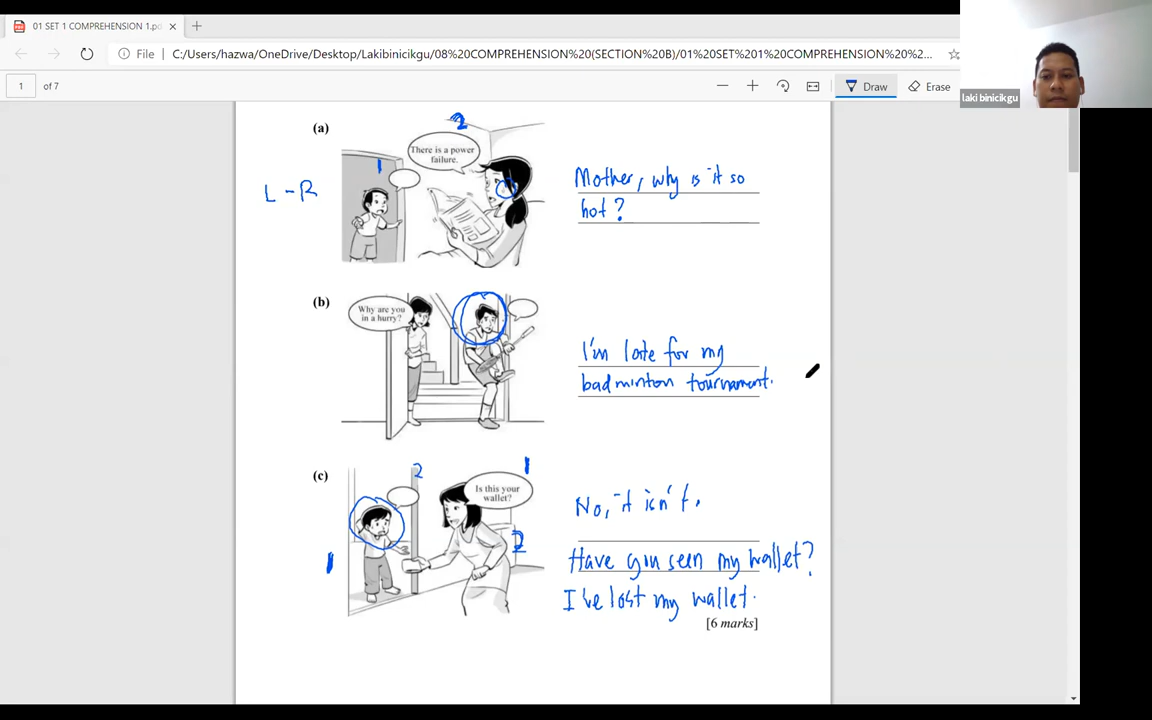 01 SET 1 COMPREHENSION 1.pd
File C:/Users/hazwa/OneDrive/Desktop/Lakibinicikgu/08%20COMPREHENSION%20(SECTION%20B)/01%20SET%201%20COMPREHENSION%20%2...
1 of 7 Draw Erase
laki binicikgu
(a)
2
There is a power
failure.
1
L - R
Mother, why is it so
hot?
(b)
Why are you
in a hurry?
I'm late for my
badminton tournament.
(c)
2
1
Is this your
wallet?
No, it isn't.
1
2
Have you seen my wallet?
I've lost my wallet.
[6 marks]